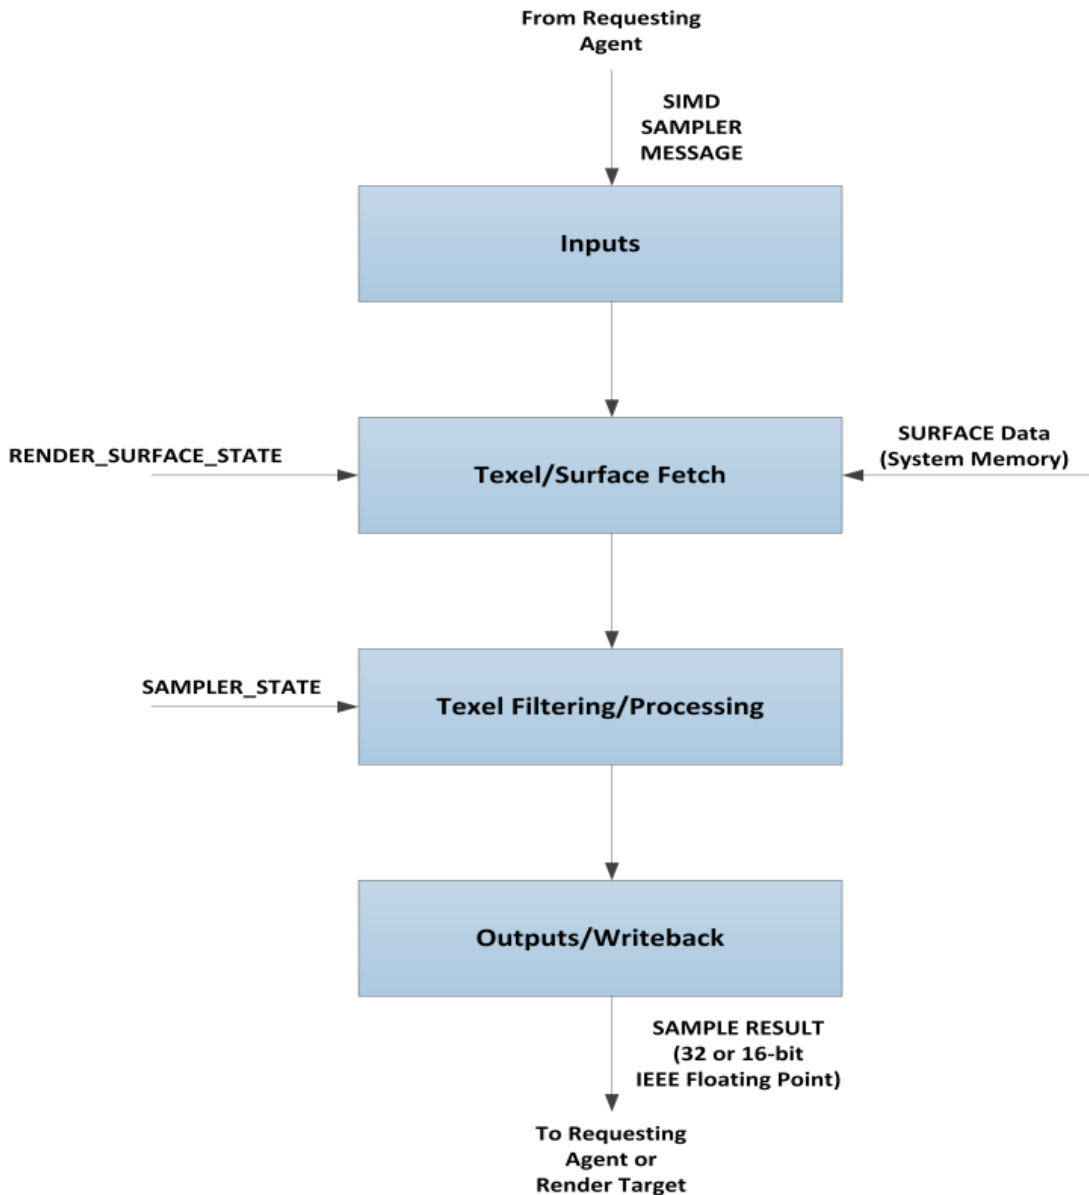 From Requesting
Agent
SIMD
SAMPLER
MESSAGE
Inputs
RENDER_SURFACE_STATE
Texel/Surface Fetch
SURFACE Data
(System Memory)
SAMPLER_STATE
Texel Filtering/Processing
Outputs/Writeback
SAMPLE RESULT
(32 or 16-bit
IEEE Floating Point)
To Requesting
Agent or
Render Target